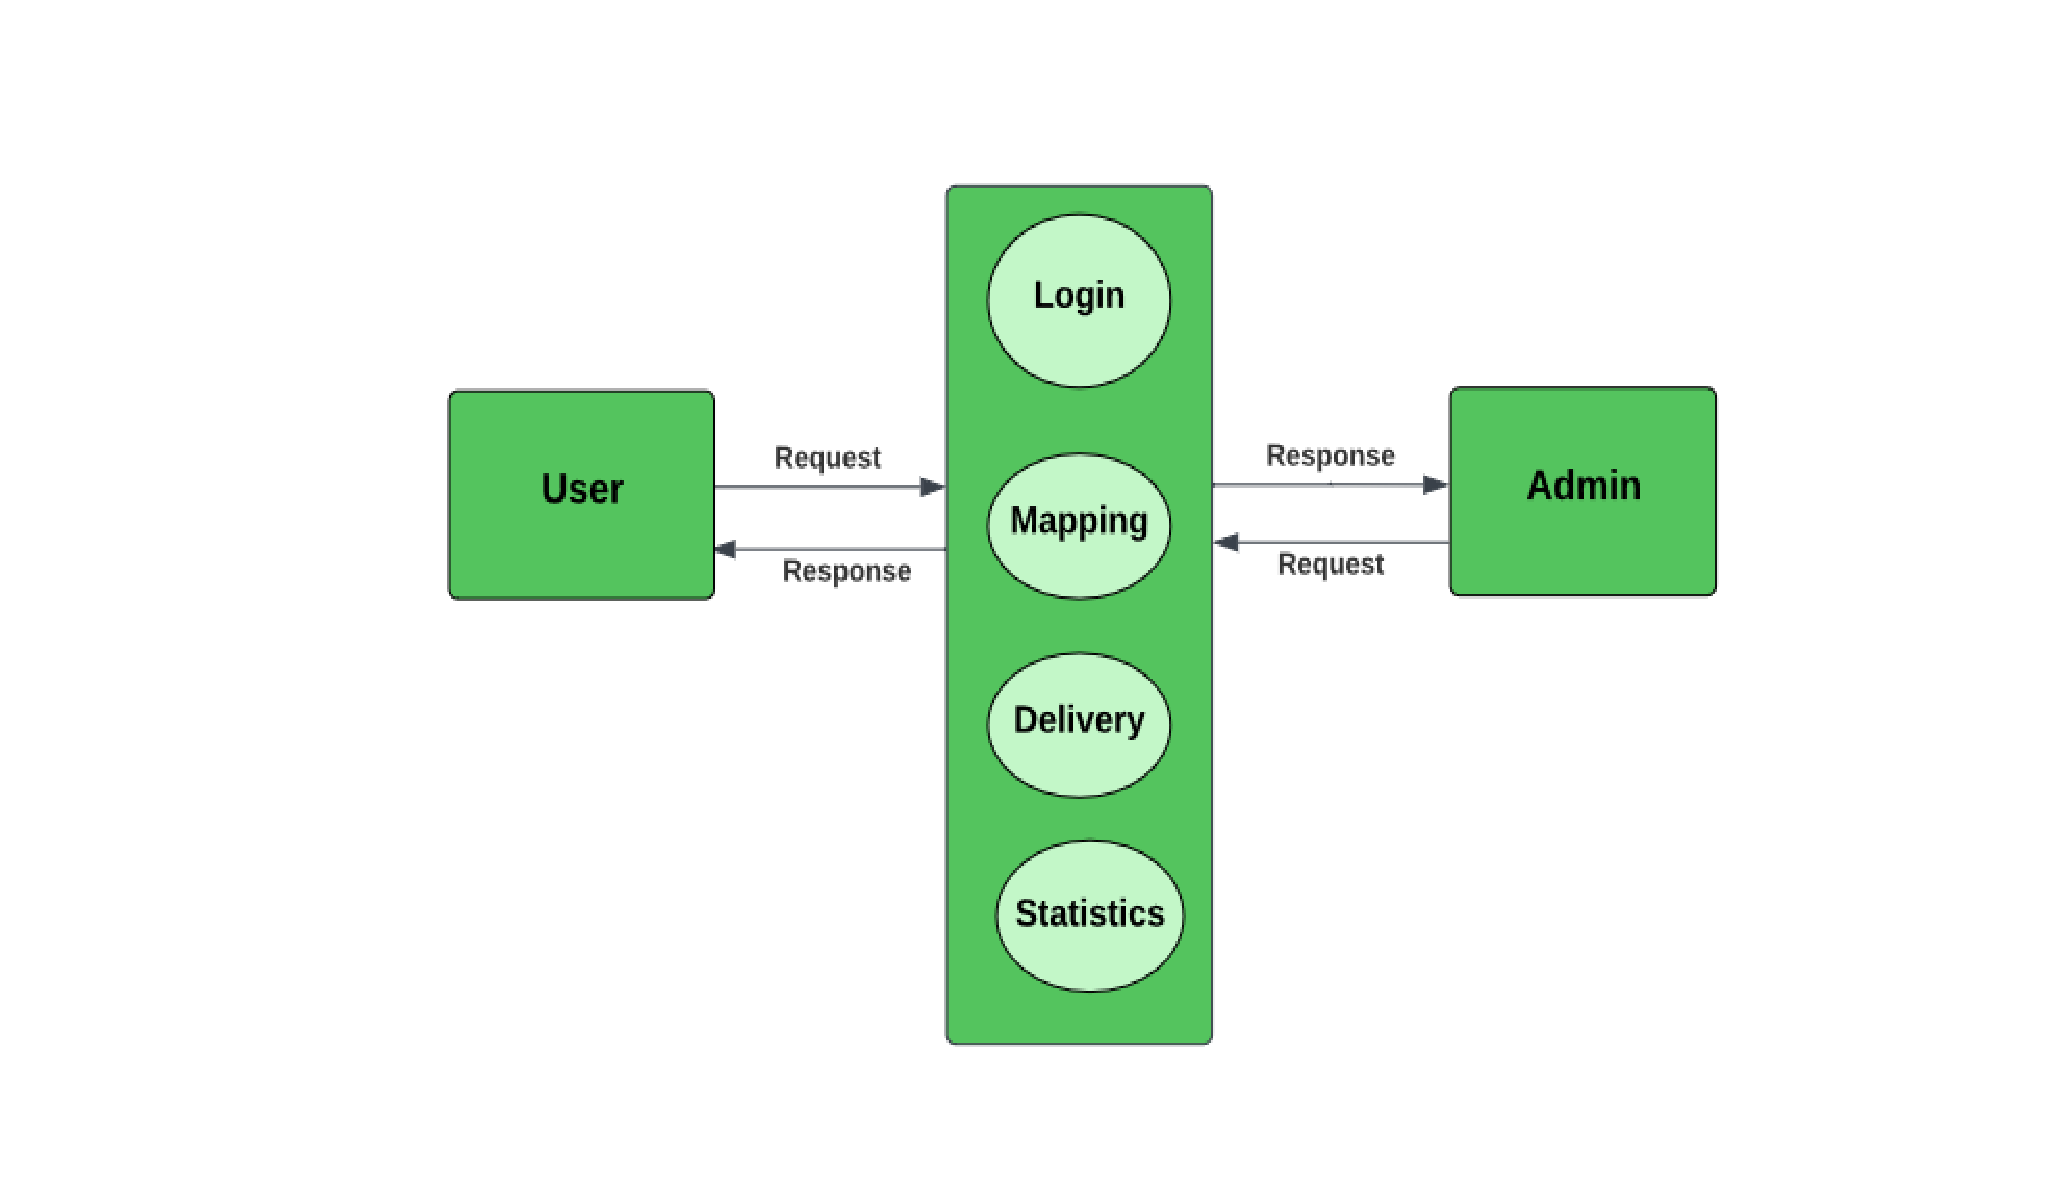 Login
User
Request
Response
Mapping
Response
Request
Admin
Delivery
Statistics